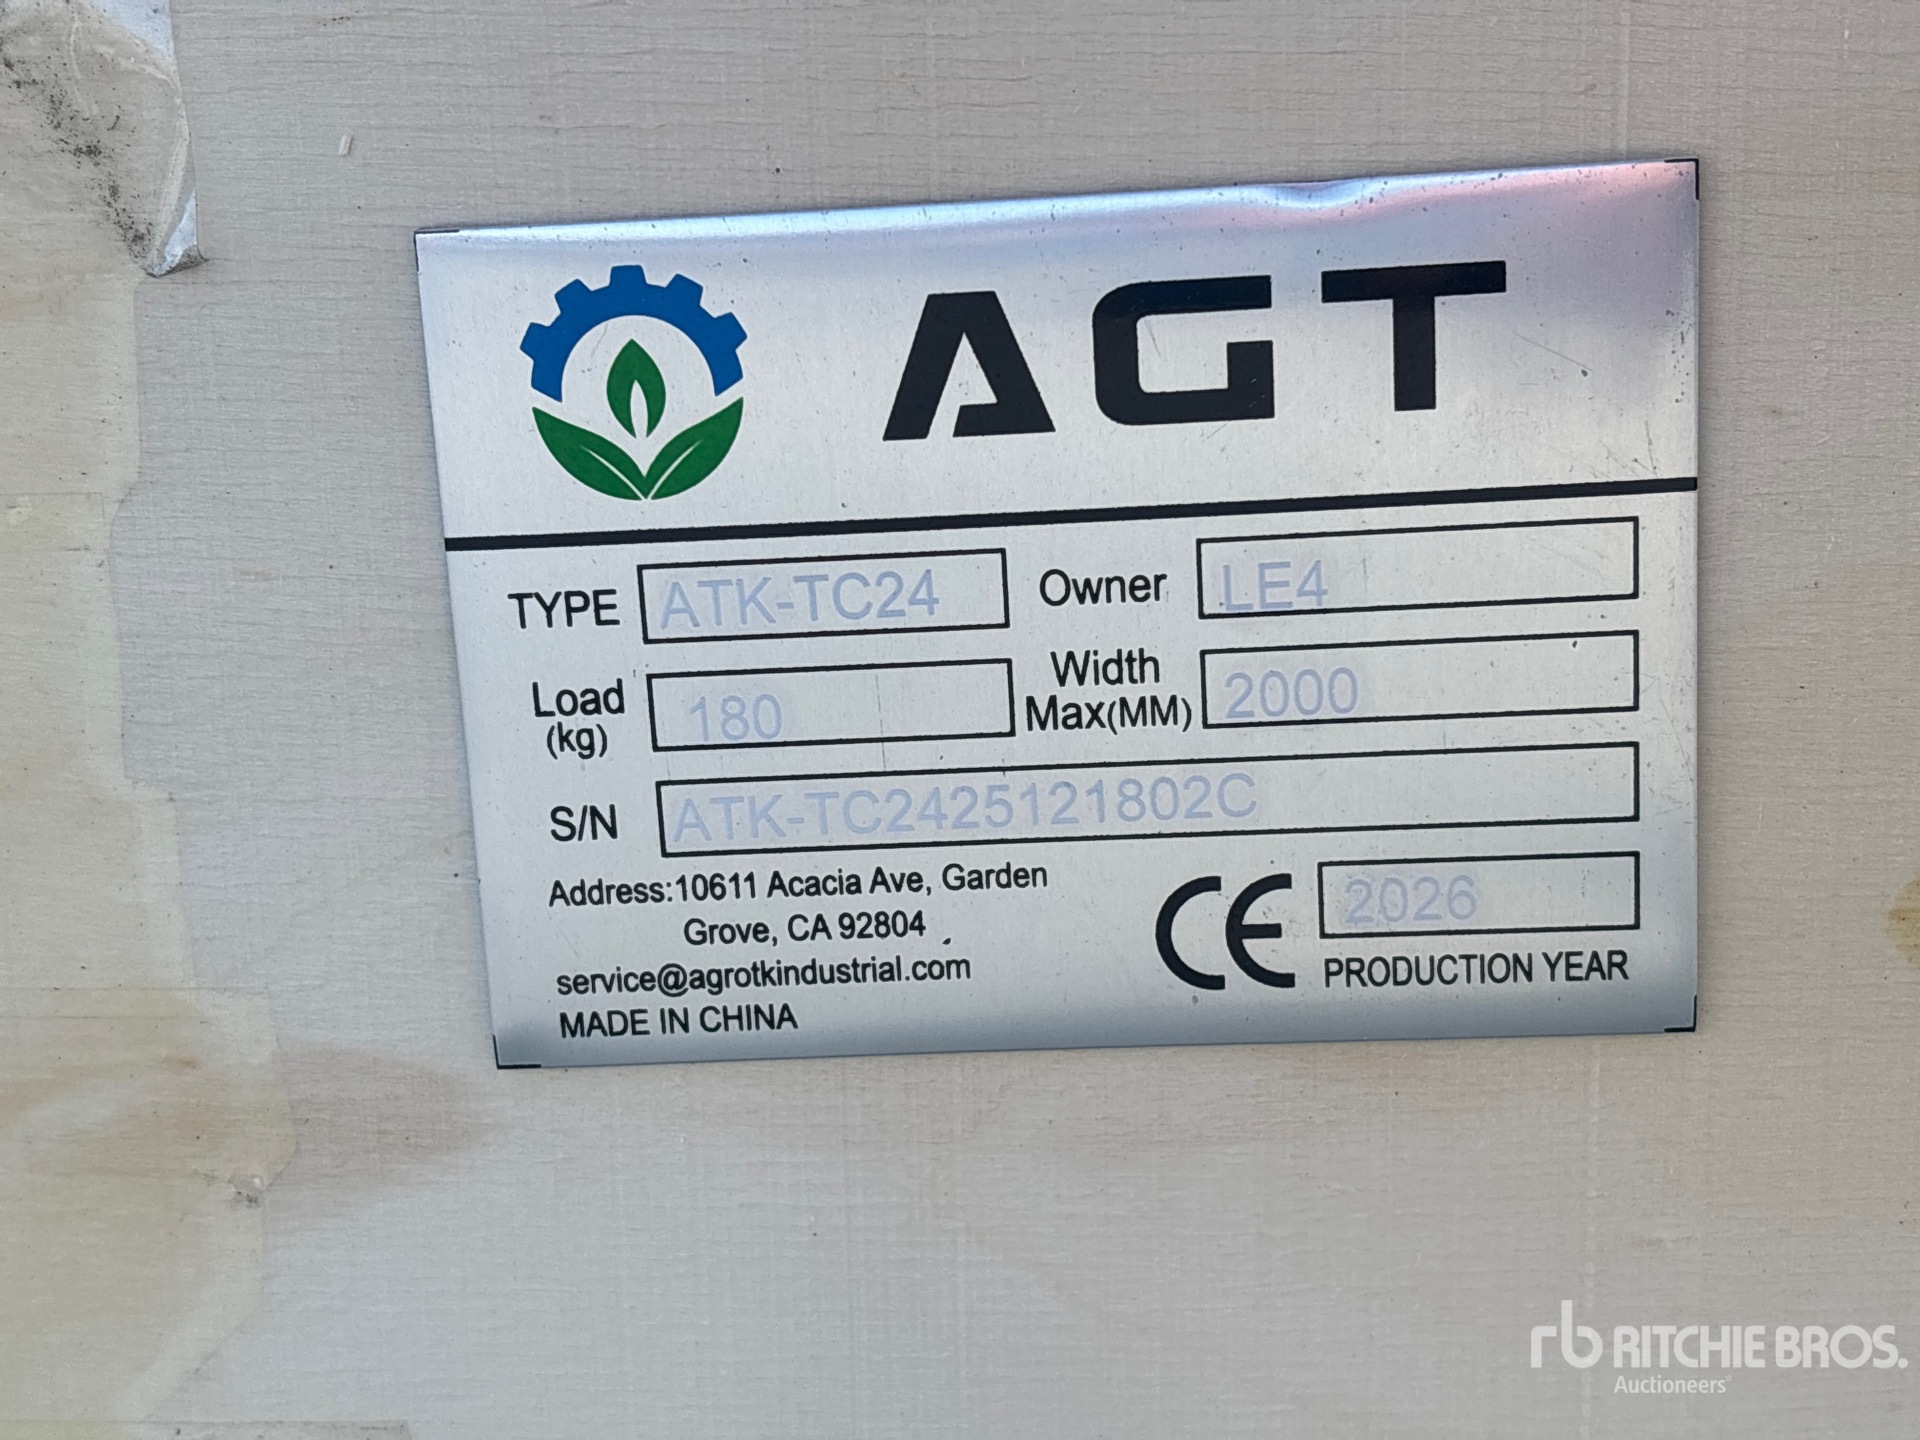 AGT
TYPE ATK-TC24 Owner LE4
Load (kg) 180 Width Max(MM) 2000
S/N ATK-TC2425121802C
Address:10611 Acacia Ave, Garden
Grove, CA 92804
service@agrotkindustrial.com
MADE IN CHINA
CE 2026
PRODUCTION YEAR
rb RITCHIE BROS.
Auctioneers